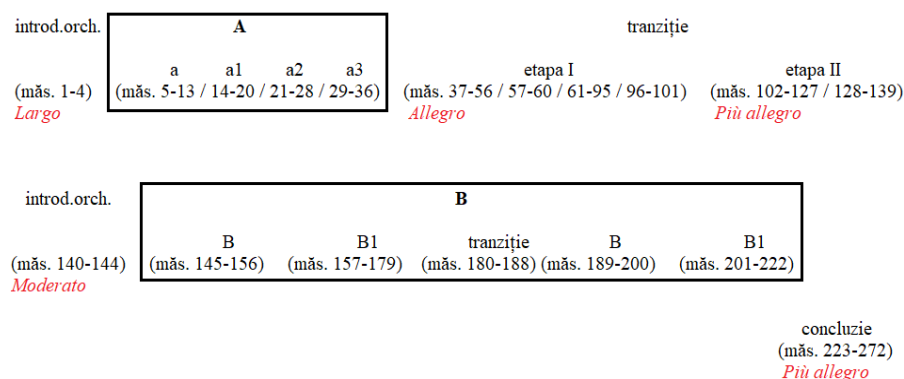 introd.orch. A tranziție
a a1 a2 a3 etapa I etapa II
(măs. 1-4) (măs. 5-13 / 14-20 / 21-28 / 29-36) (măs. 37-56 / 57-60 / 61-95 / 96-101) (măs. 102-127 / 128-139)
Largo Allegro Più allegro
introd.orch. B
B B1 tranziție B B1
(măs. 140-144) (măs. 145-156) (măs. 157-179) (măs. 180-188) (măs. 189-200) (măs. 201-222)
Moderato
concluzie
(măs. 223-272)
Più allegro